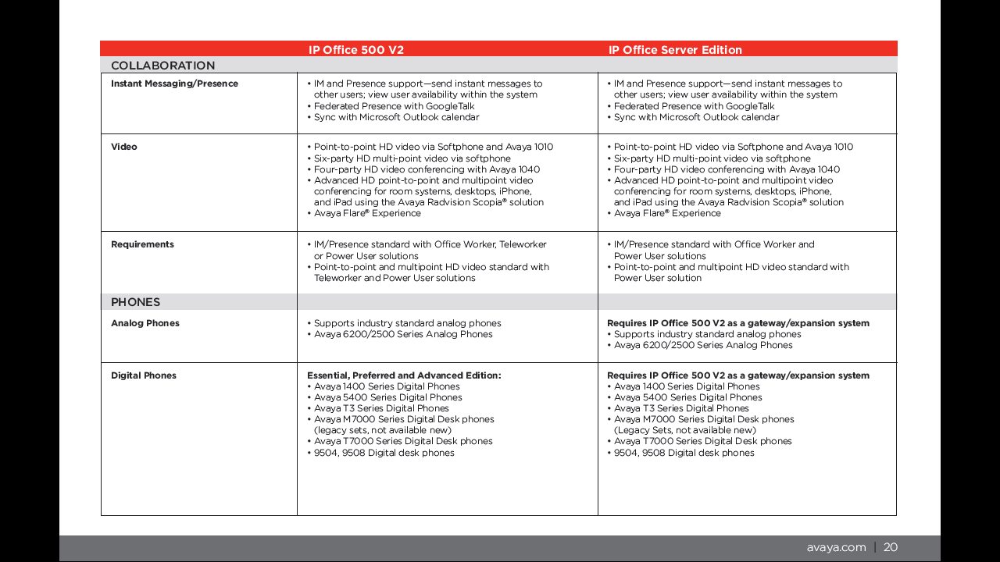 IP Office 500 V2
IP Office Server Edition
COLLABORATION
Instant Messaging/Presence
• IM and Presence support—send instant messages to
other users; view user availability within the system
• Federated Presence with GoogleTalk
• Sync with Microsoft Outlook calendar
• IM and Presence support—send instant messages to
other users; view user availability within the system
• Federated Presence with GoogleTalk
• Sync with Microsoft Outlook calendar
Video
• Point-to-point HD video via Softphone and Avaya 1010
• Six-party HD multi-point video via softphone
• Four-party HD video conferencing with Avaya 1040
• Advanced HD point-to-point and multipoint video
conferencing for room systems, desktops, iPhone,
and iPad using the Avaya Radvision Scopia® solution
• Avaya Flare® Experience
• Point-to-point HD video via Softphone and Avaya 1010
• Six-party HD multi-point video via softphone
• Four-party HD video conferencing with Avaya 1040
• Advanced HD point-to-point and multipoint video
conferencing for room systems, desktops, iPhone,
and iPad using the Avaya Radvision Scopia® solution
• Avaya Flare® Experience
Requirements
• IM/Presence standard with Office Worker, Teleworker
or Power User solutions
• Point-to-point and multipoint HD video standard with
Teleworker and Power User solutions
• IM/Presence standard with Office Worker and
Power User solutions
• Point-to-point and multipoint HD video standard with
Power User solution
PHONES
Analog Phones
• Supports industry standard analog phones
• Avaya 6200/2500 Series Analog Phones
Requires IP Office 500 V2 as a gateway/expansion system
• Supports industry standard analog phones
• Avaya 6200/2500 Series Analog Phones
Digital Phones
Essential, Preferred and Advanced Edition:
• Avaya 1400 Series Digital Phones
• Avaya 5400 Series Digital Phones
• Avaya T3 Series Digital Phones
• Avaya M7000 Series Digital Desk phones
(legacy sets, not available new)
• Avaya T7000 Series Digital Desk phones
• 9504, 9508 Digital desk phones
Requires IP Office 500 V2 as a gateway/expansion system
• Avaya 1400 Series Digital Phones
• Avaya 5400 Series Digital Phones
• Avaya T3 Series Digital Phones
• Avaya M7000 Series Digital Desk phones
(Legacy Sets, not available new)
• Avaya T7000 Series Digital Desk phones
• 9504, 9508 Digital desk phones
avaya.com | 20